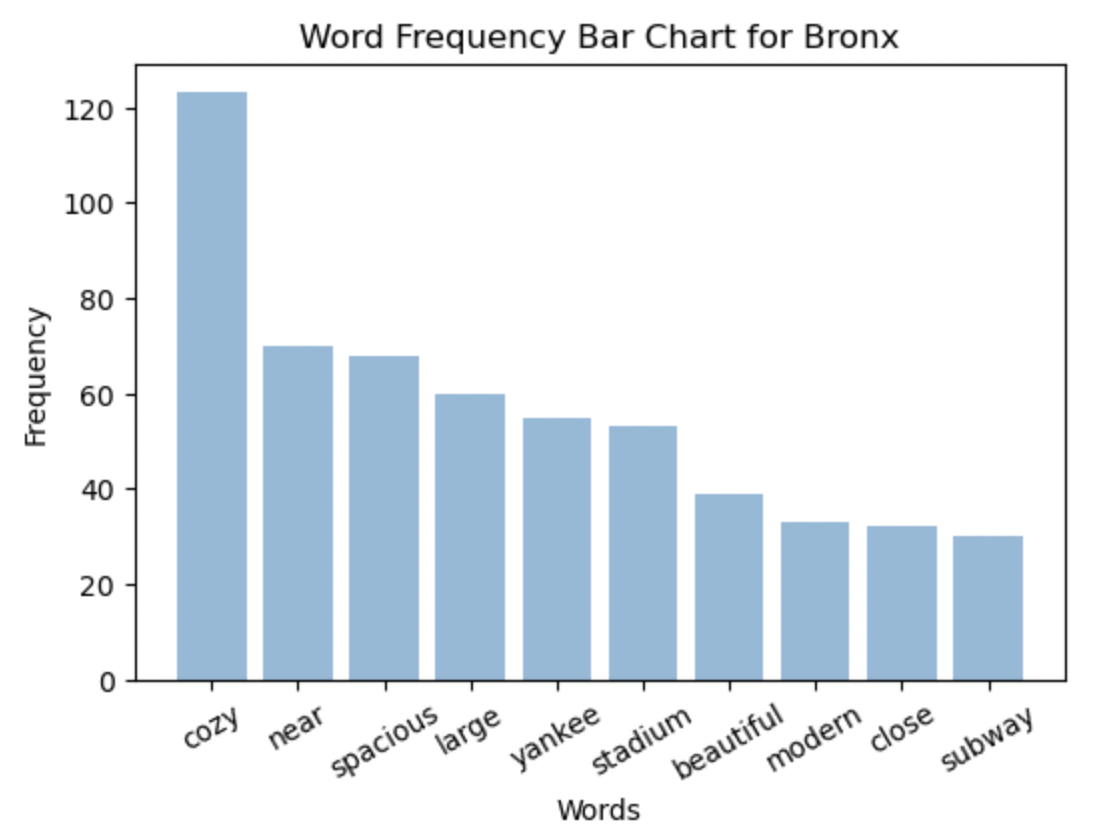 Word Frequency Bar Chart for Bronx
120
100
80
60
40
20
0
Frequency
cozy
near
spacious
large
yankee
stadium
beautiful
modern
close
subway
Words